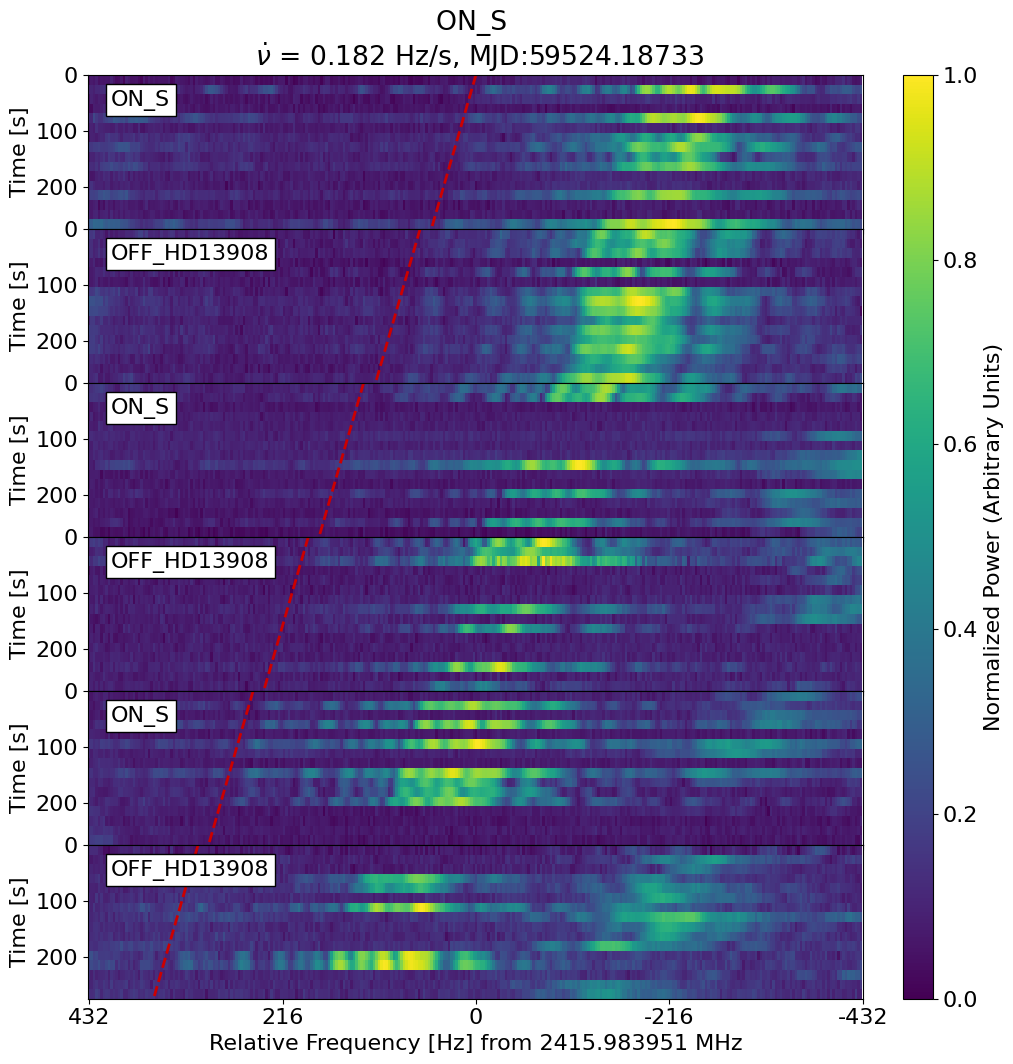 ON_S
ν̇ = 0.182 Hz/s, MJD:59524.18733
ON_S
OFF_HD13908
ON_S
OFF_HD13908
ON_S
OFF_HD13908
Time [s]
0
100
200
Time [s]
0
100
200
Time [s]
0
100
200
Time [s]
0
100
200
Time [s]
0
100
200
Time [s]
0
100
200
432
216
0
-216
-432
Relative Frequency [Hz] from 2415.983951 MHz
1.0
0.8
0.6
0.4
0.2
0.0
Normalized Power (Arbitrary Units)